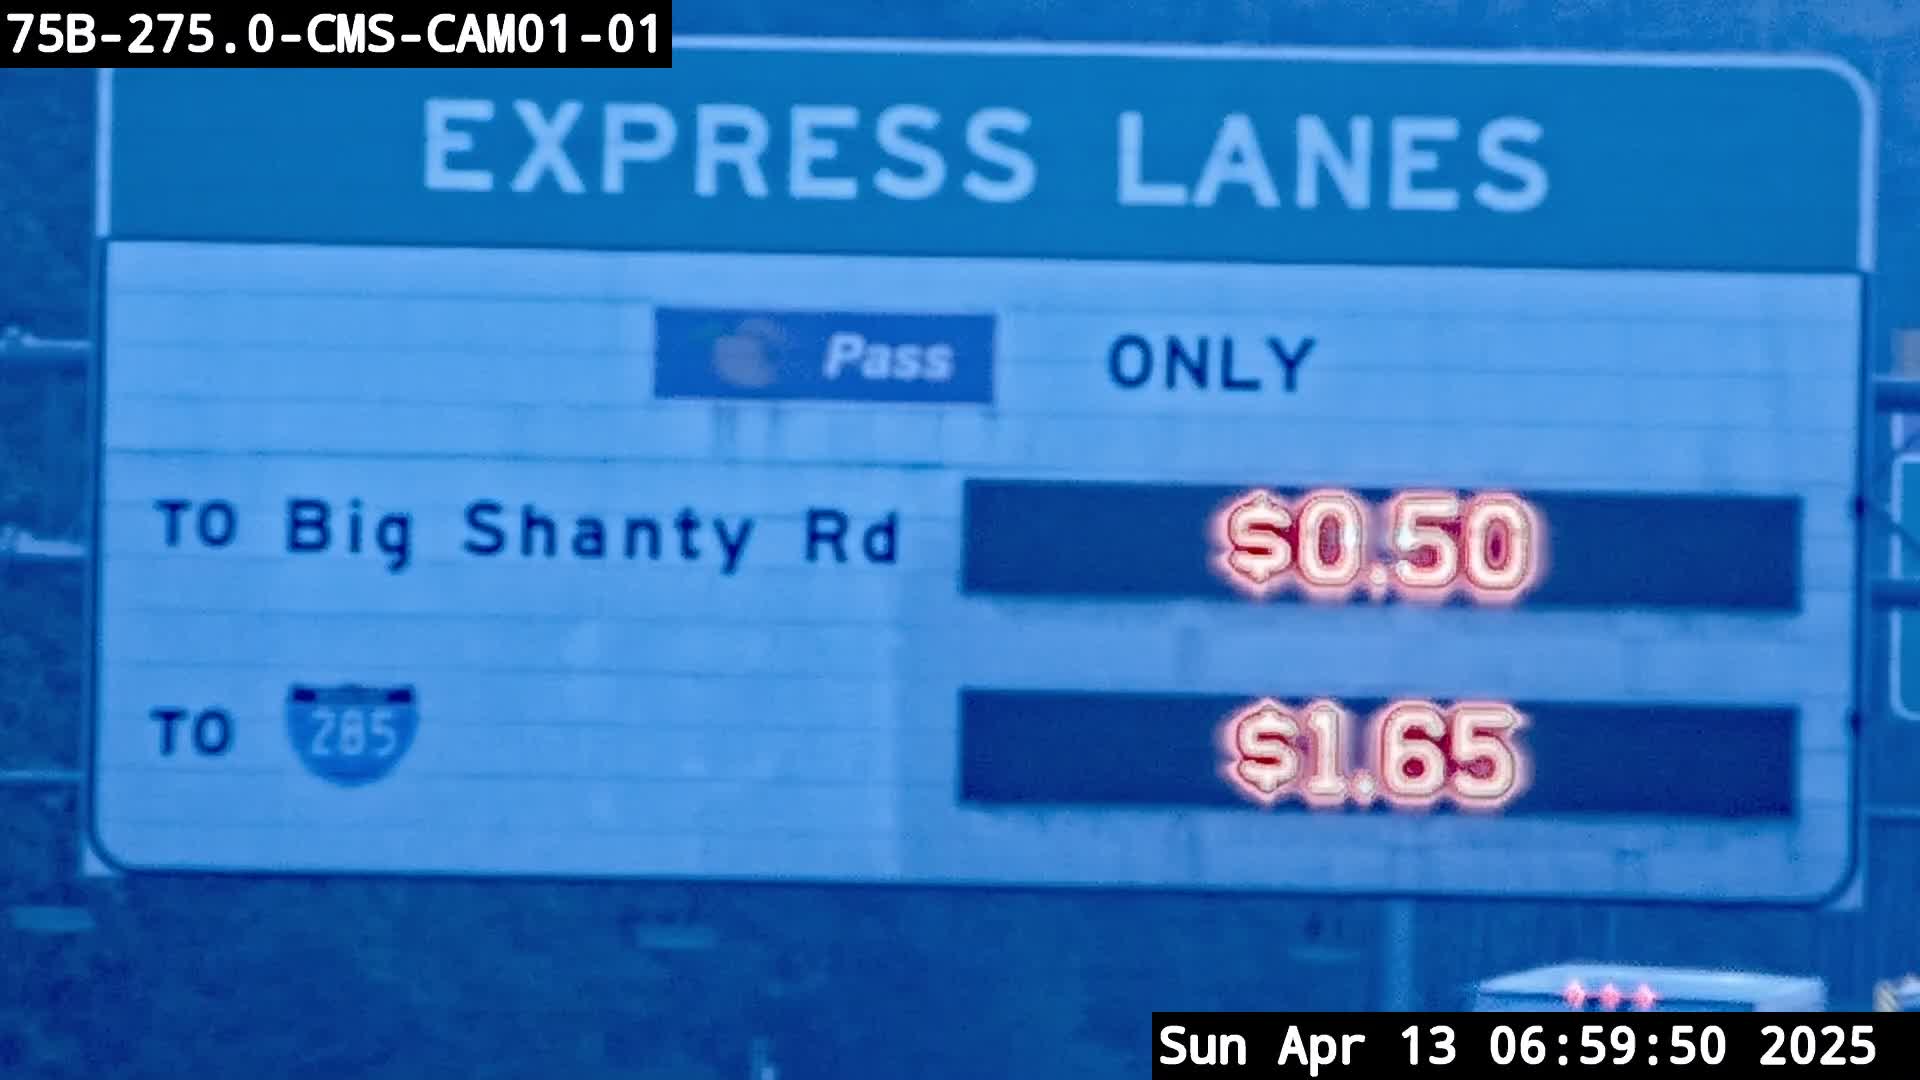 75B-275.0-CMS-CAM01-01
EXPRESS LANES
Pass ONLY
TO Big Shanty Rd $0.50
TO 285 $1.65
Sun Apr 13 06:59:50 2025